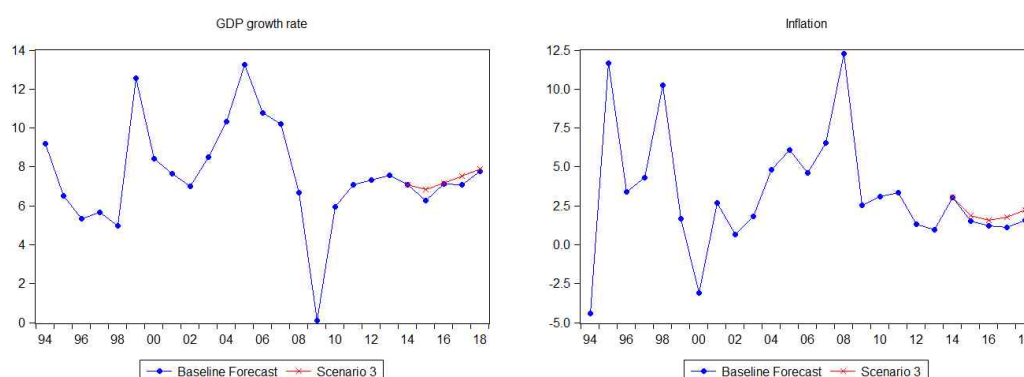 GDP growth rate
14
12
10
8
6
4
2
0
94 96 98 00 02 04 06 08 10 12 14 16 18
Baseline Forecast Scenario 3
Inflation
12.5
10.0
7.5
5.0
2.5
0.0
-2.5
-5.0
94 96 98 00 02 04 06 08 10 12 14 16
Baseline Forecast Scenario 3